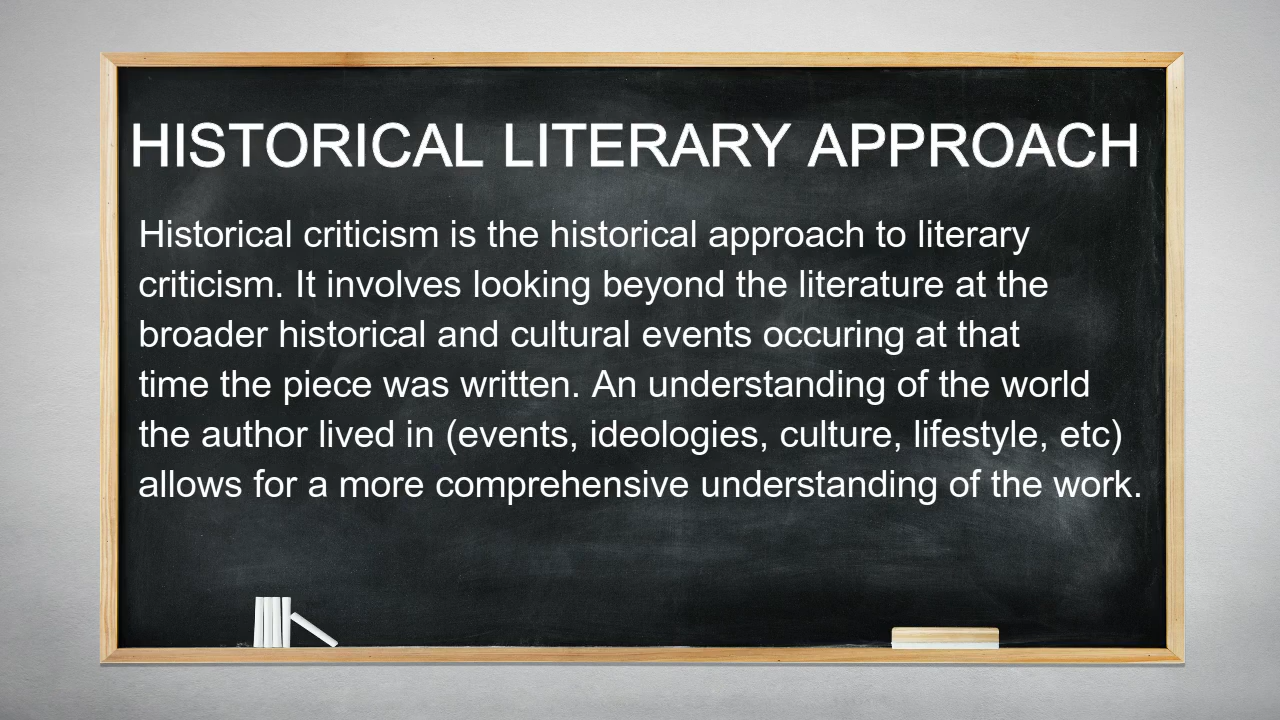 HISTORICAL LITERARY APPROACH
Historical criticism is the historical approach to literary
criticism. It involves looking beyond the literature at the
broader historical and cultural events occuring at that
time the piece was written. An understanding of the world
the author lived in (events, ideologies, culture, lifestyle, etc)
allows for a more comprehensive understanding of the work.